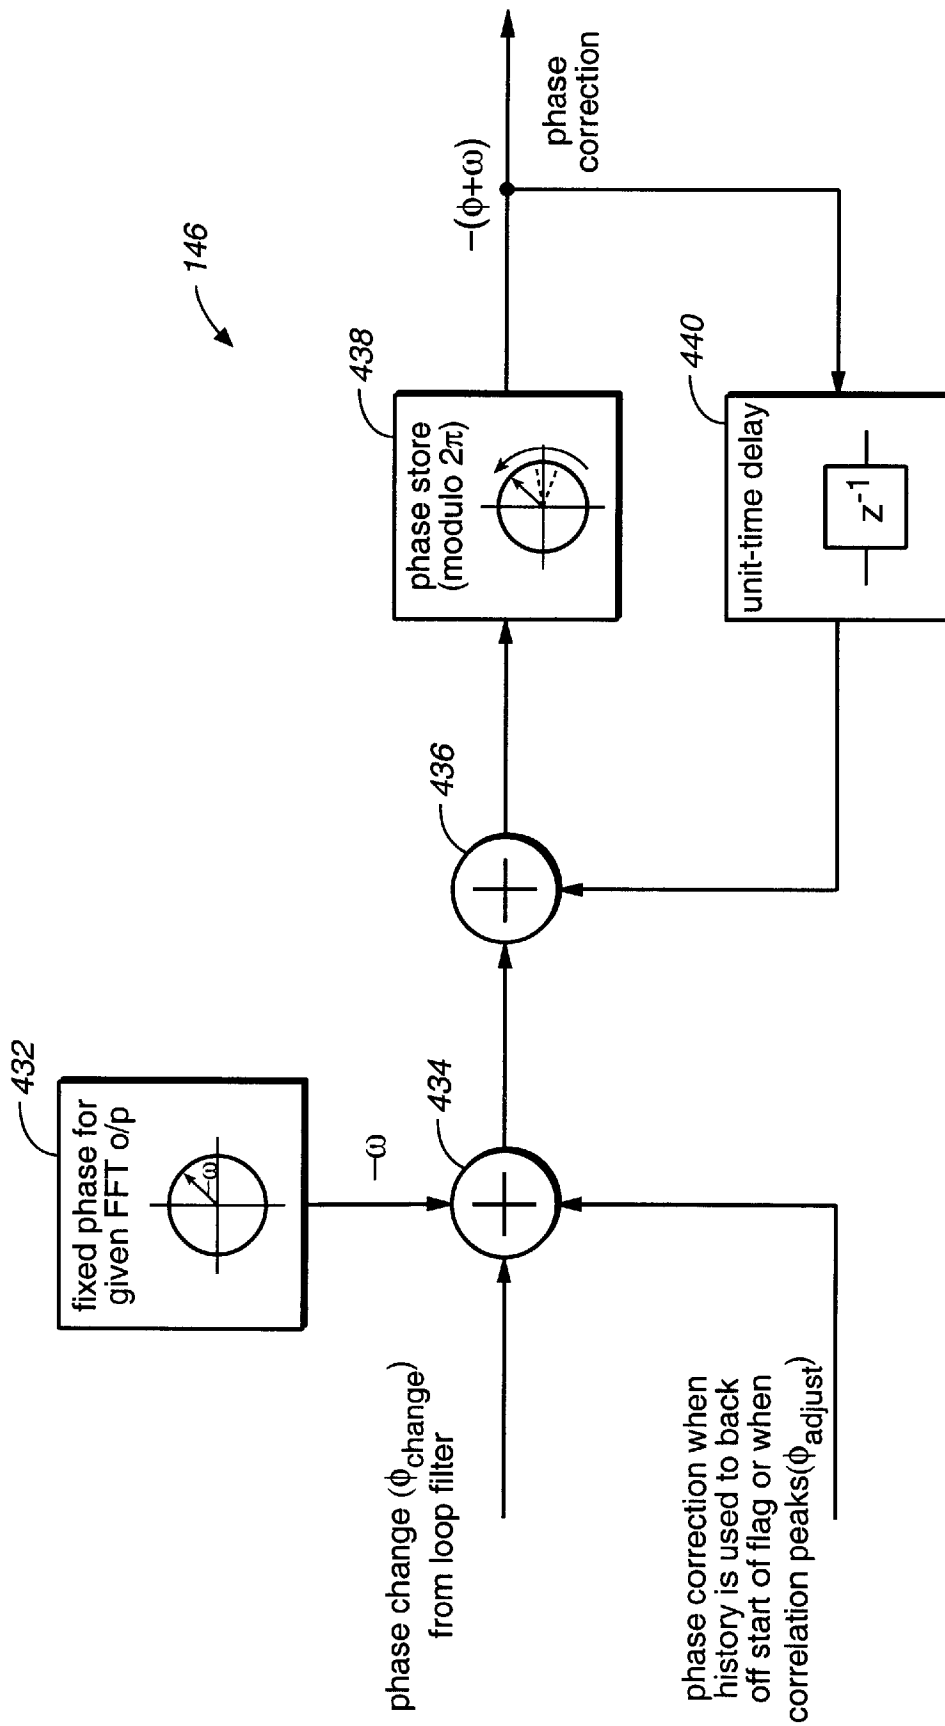 146
432
fixed phase for
given FFT o/p
–ω
–ω
434
phase change (ϕchange)
from loop filter
phase correction when
history is used to back
off start of flag or when
correlation peaks(ϕadjust)
436
438
phase store
(modulo 2π)
–(ϕ+ω)
phase
correction
440
unit-time delay
z-1